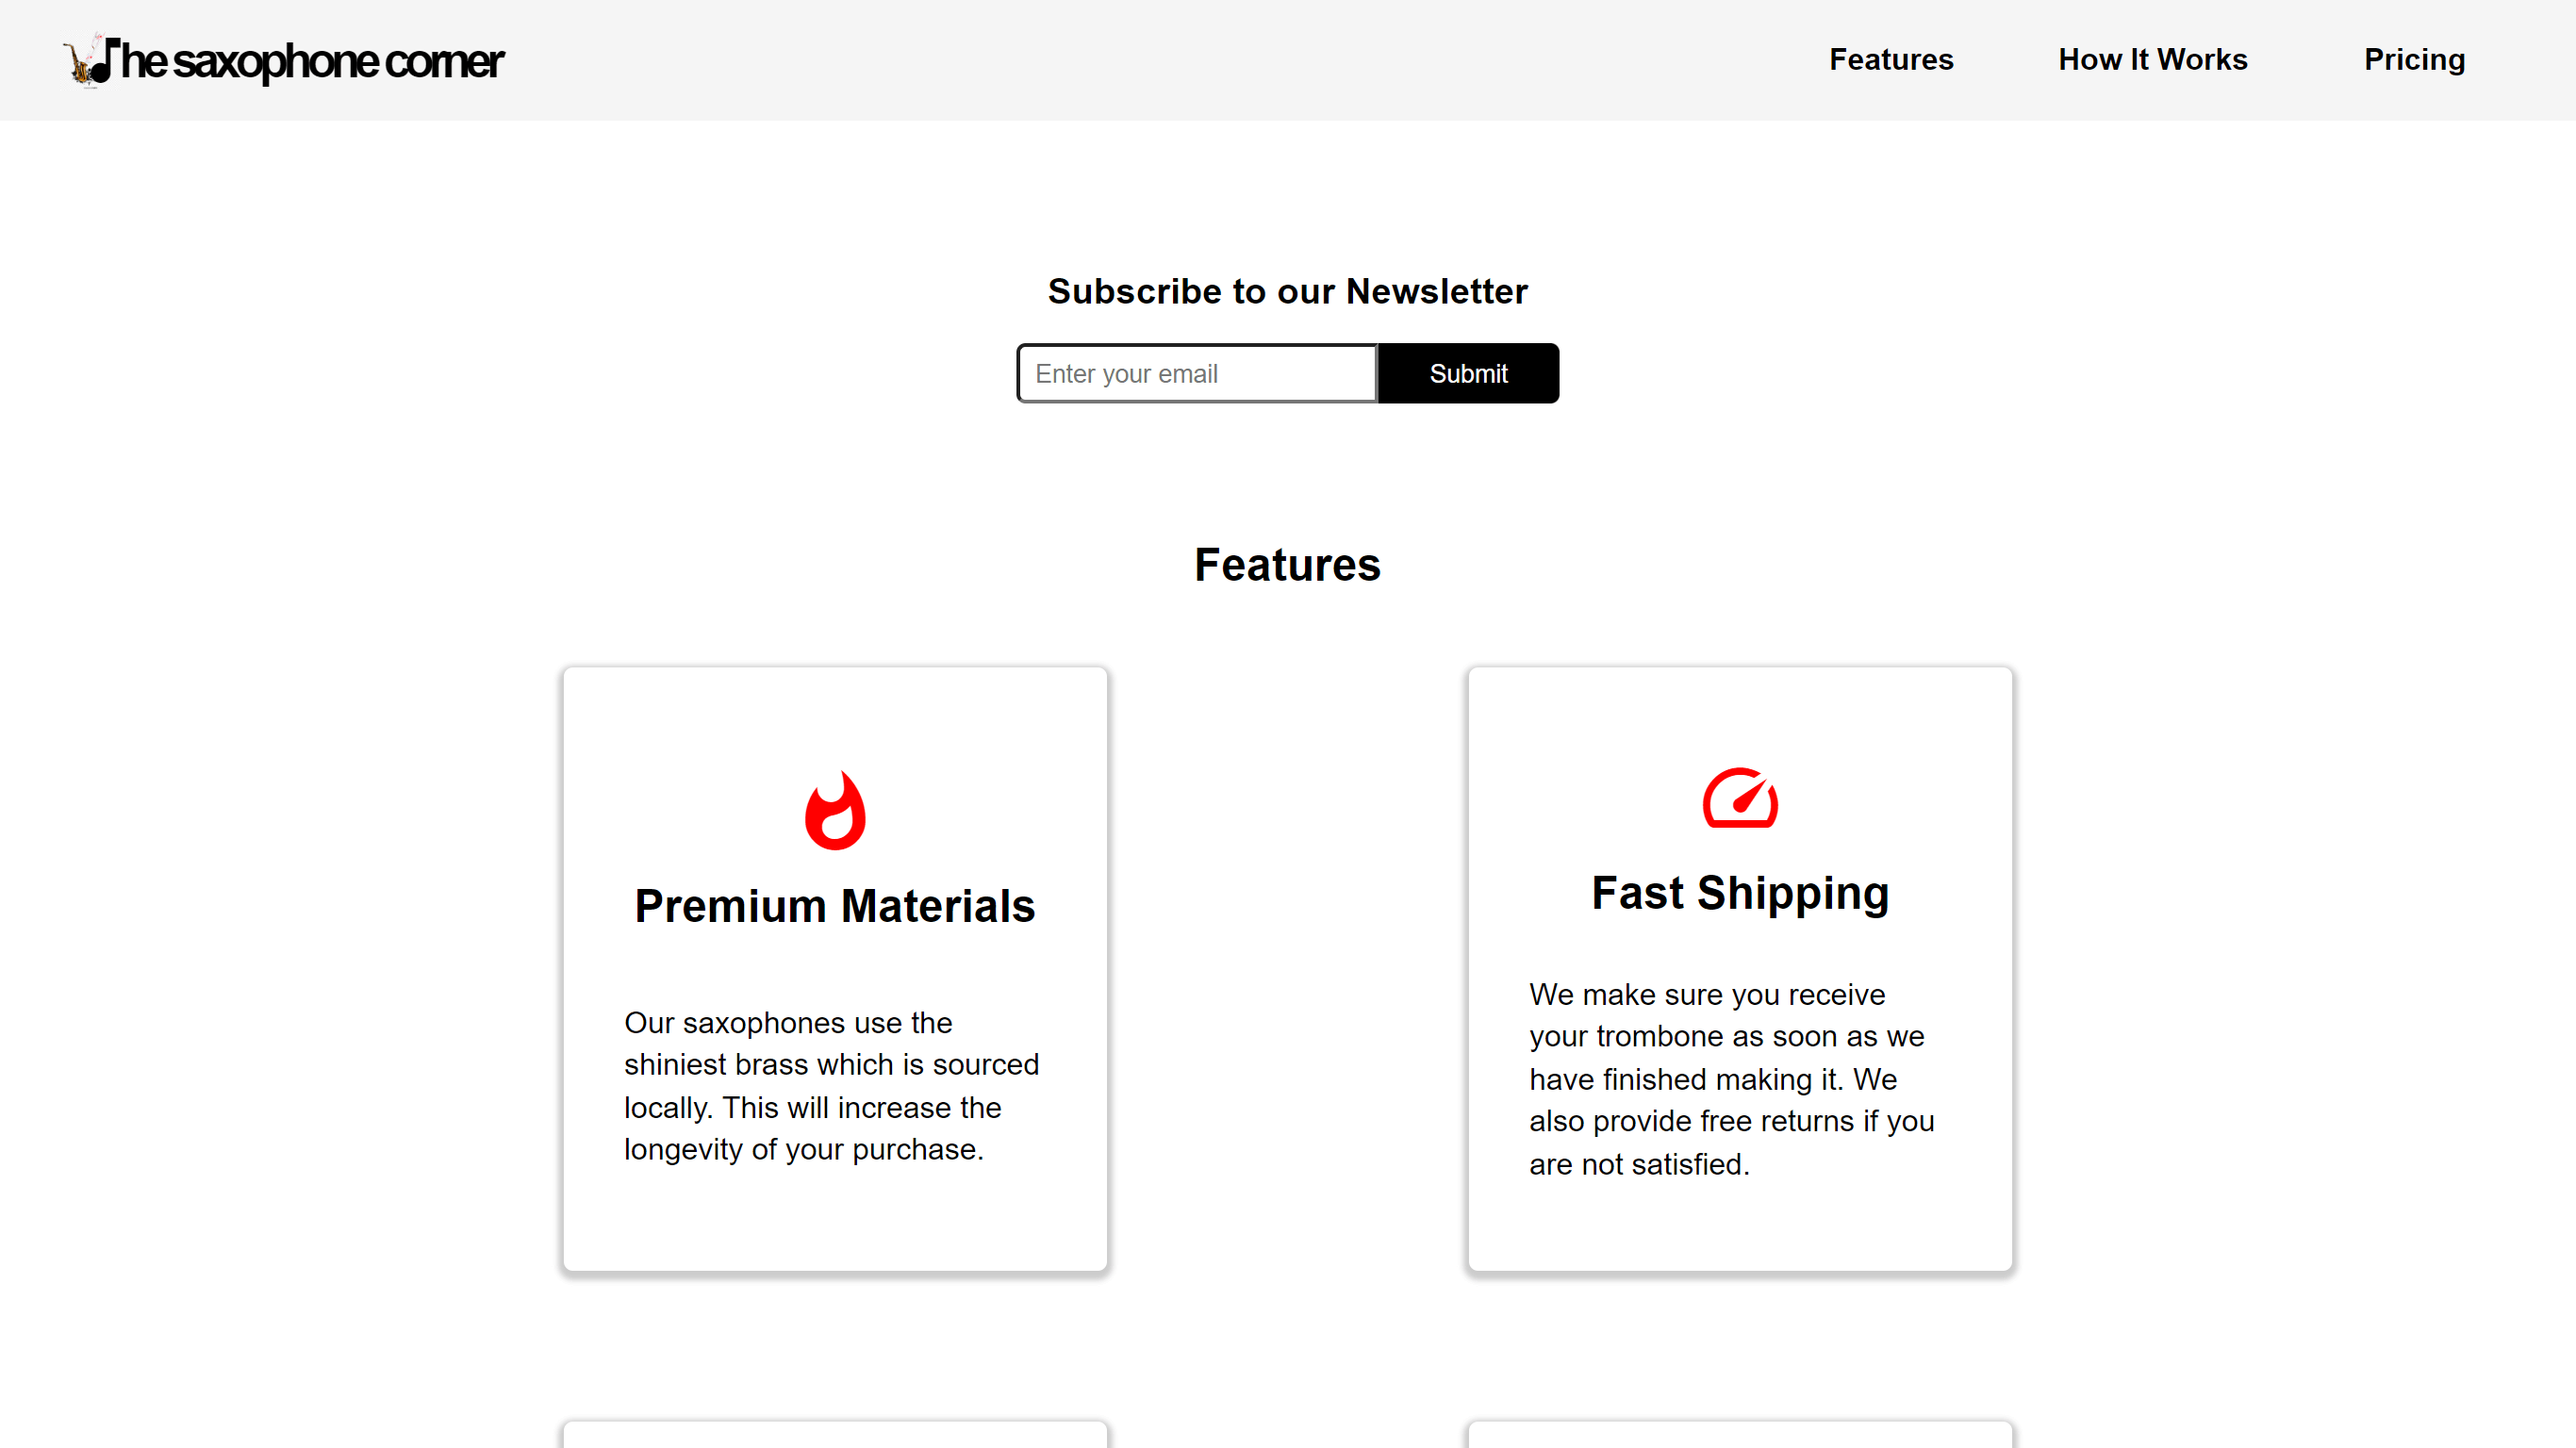 The saxophone corner
Features How It Works Pricing
Subscribe to our Newsletter
Enter your email Submit
Features
Premium Materials
Our saxophones use the
shiniest brass which is sourced
locally. This will increase the
longevity of your purchase.
Fast Shipping
We make sure you receive
your trombone as soon as we
have finished making it. We
also provide free returns if you
are not satisfied.